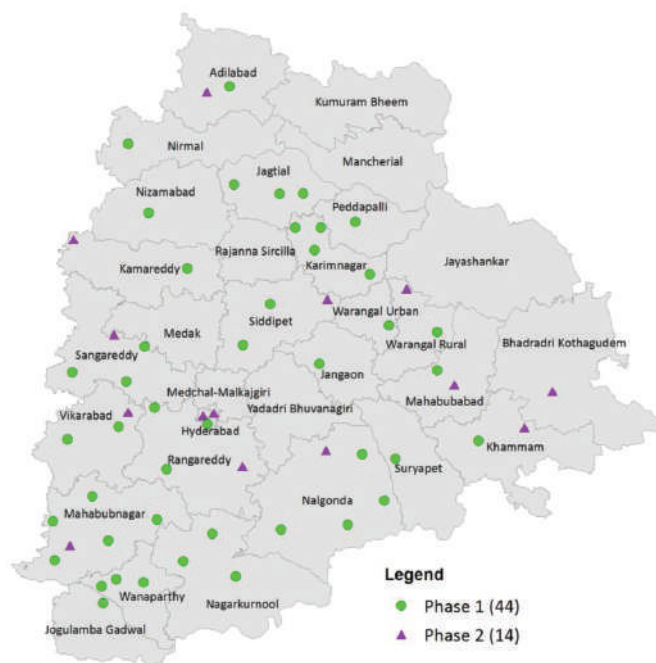 Adilabad
Kumuram Bheem
Nirmal
Mancherial
Jagtial
Nizamabad
Peddapalli
Rajanna Sircilla
Jayashankar
Kamareddy
Karimnagar
Siddipet
Warangal Urban
Medak
Warangal Rural
Bhadradri Kothagudem
Sangareddy
Jangaon
Medchal-Malkajgiri
Mahabubabad
Yadadri Bhuvanagiri
Vikarabad
Hyderabad
Khammam
Rangareddy
Suryapet
Nalgonda
Mahabubnagar
Legend
Wanaparthy
Nagarkurnool
Phase 1 (44)
Jogulamba Gadwal
Phase 2 (14)